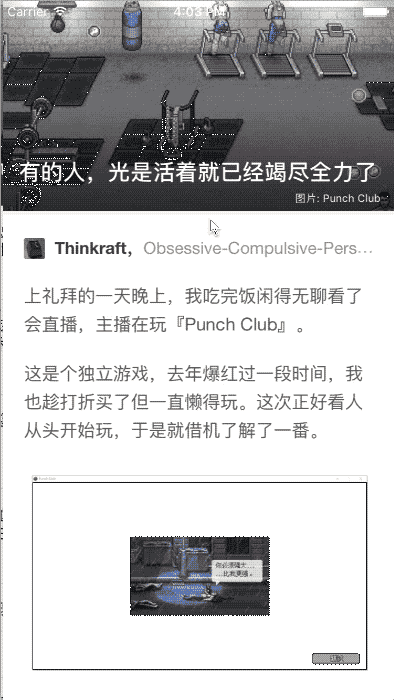 Carrier 4:03 PM
有的人，光是活着就已经竭尽全力了
图片: Punch Club
Thinkraft，Obsessive-Compulsive-Pers…
上礼拜的一天晚上，我吃完饭闲得无聊看了
会直播，主播在玩『Punch Club』。
这是个独立游戏，去年爆红过一段时间，我
也趁打折买了但一直懒得玩。这次正好看人
从头开始玩，于是就借机了解了一番。